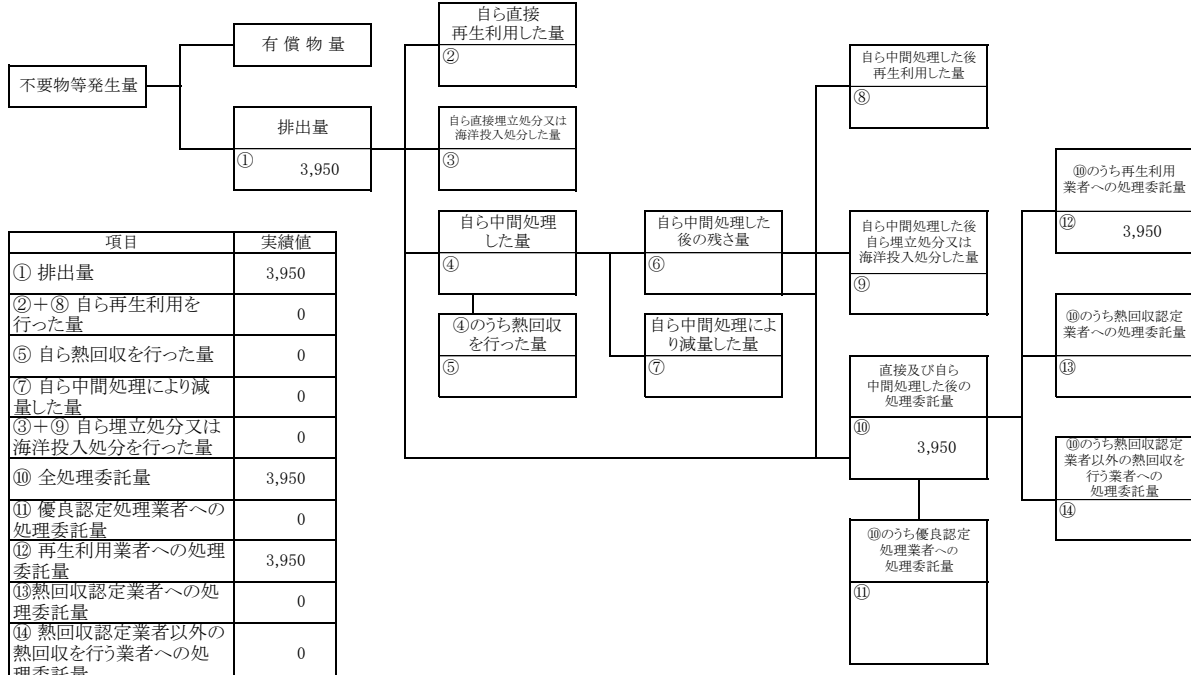 不要物等発生量
有 償 物 量
排出量
① 3,950
自ら直接
再生利用した量
②
自ら直接埋立処分又は
海洋投入処分した量
③
自ら中間処理
した量
④
④のうち熱回収
を行った量
⑤
自ら中間処理した
後の残さ量
⑥
自ら中間処理によ
り減量した量
⑦
自ら中間処理した後
再生利用した量
⑧
自ら中間処理した後
自ら埋立処分又は
海洋投入処分した量
⑨
直接及び自ら
中間処理した後の
処理委託量
⑩
3,950
⑩のうち優良認定
処理業者への
処理委託量
⑪
⑩のうち再生利用
業者への処理委託量
⑫ 3,950
⑩のうち熱回収認定
業者への処理委託量
⑬
⑩のうち熱回収認定
業者以外の熱回収を
行う業者への
処理委託量
⑭
項目 実績値
① 排出量 3,950
②＋⑧ 自ら再生利用を
行った量 0
⑤ 自ら熱回収を行った量 0
⑦ 自ら中間処理により減
量した量 0
③＋⑨ 自ら埋立処分又は
海洋投入処分を行った量 0
⑩ 全処理委託量 3,950
⑪ 優良認定処理業者への
処理委託量 0
⑫ 再生利用業者への処理
委託量 3,950
⑬熱回収認定業者への処
理委託量 0
⑭ 熱回収認定業者以外の
熱回収を行う業者への処 0
理委託量